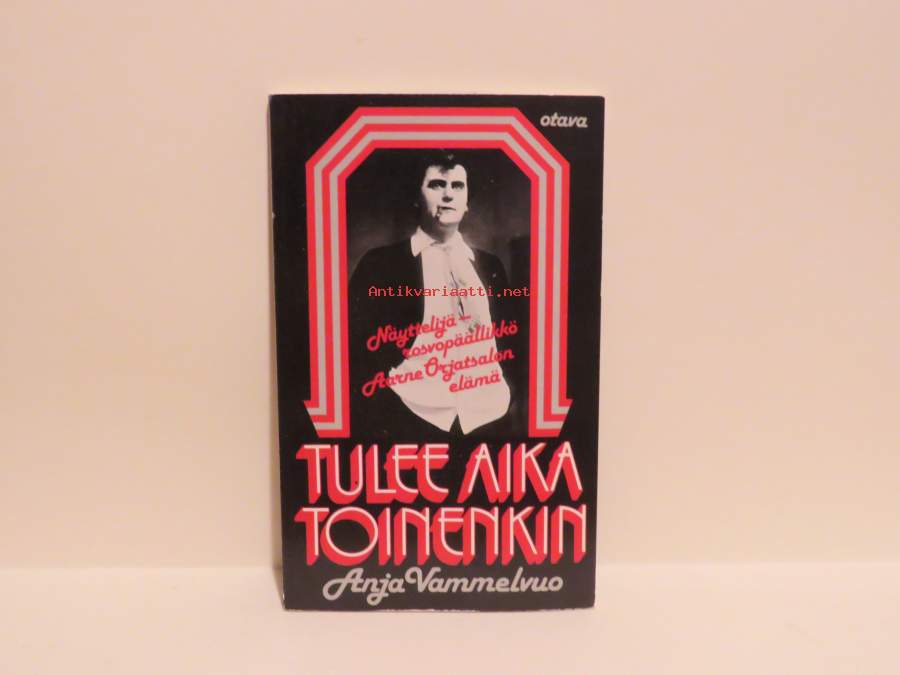 otava
Antikvariaatti.net
Näyttelijä –
rosvopäällikkö
Aarne Orjatsalon
elämä
TULEE AIKA
TOINENKIN
Anja Vammelvuo